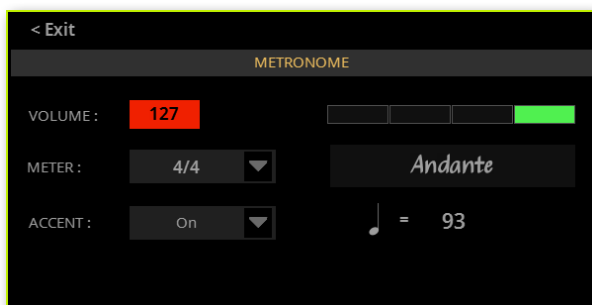 < Exit
METRONOME
VOLUME : 127
METER : 4/4 Andante
ACCENT : On = 93